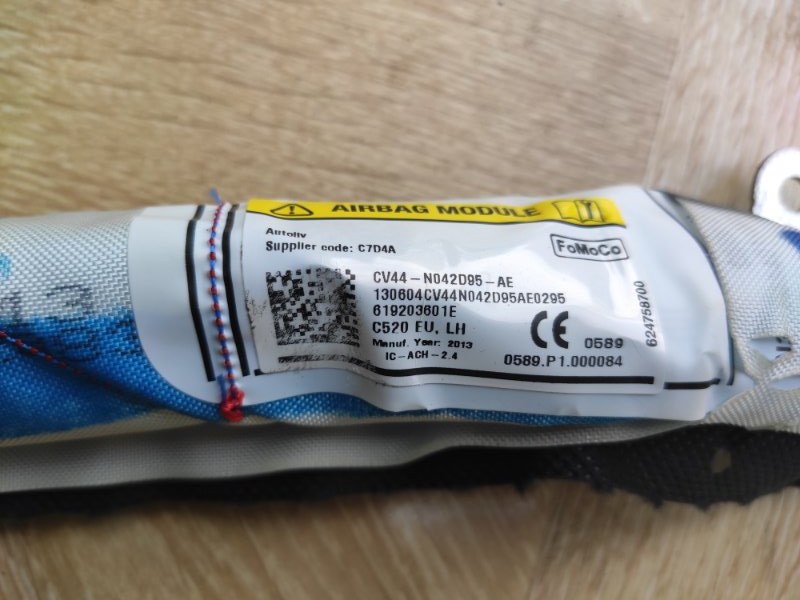 AIRBAG MODULE
Autoliv
Supplier code: C7D4A
FoMoCo
CV44-N042D95-AE
130604CV44N042D95AE0295
619203601E
C520 EU, LH
Manuf. Year: 2013
IC-ACH-2.4
CE 0589
0589.P1.000084
624758700
13